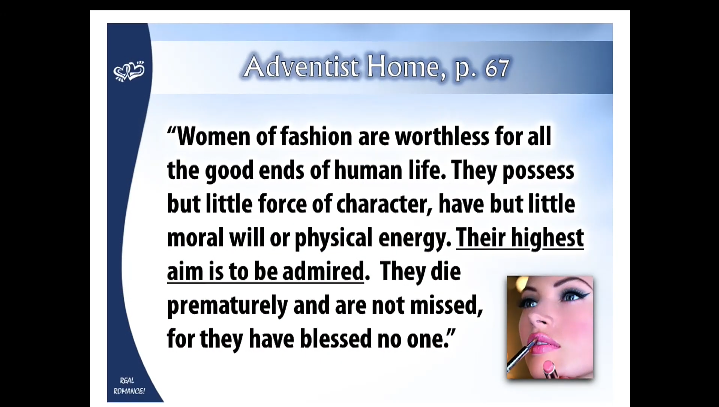 Adventist Home, p. 67
“Women of fashion are worthless for all
the good ends of human life. They possess
but little force of character, have but little
moral will or physical energy. Their highest
aim is to be admired.  They die
prematurely and are not missed,
for they have blessed no one.”
REAL
ROMANCE!